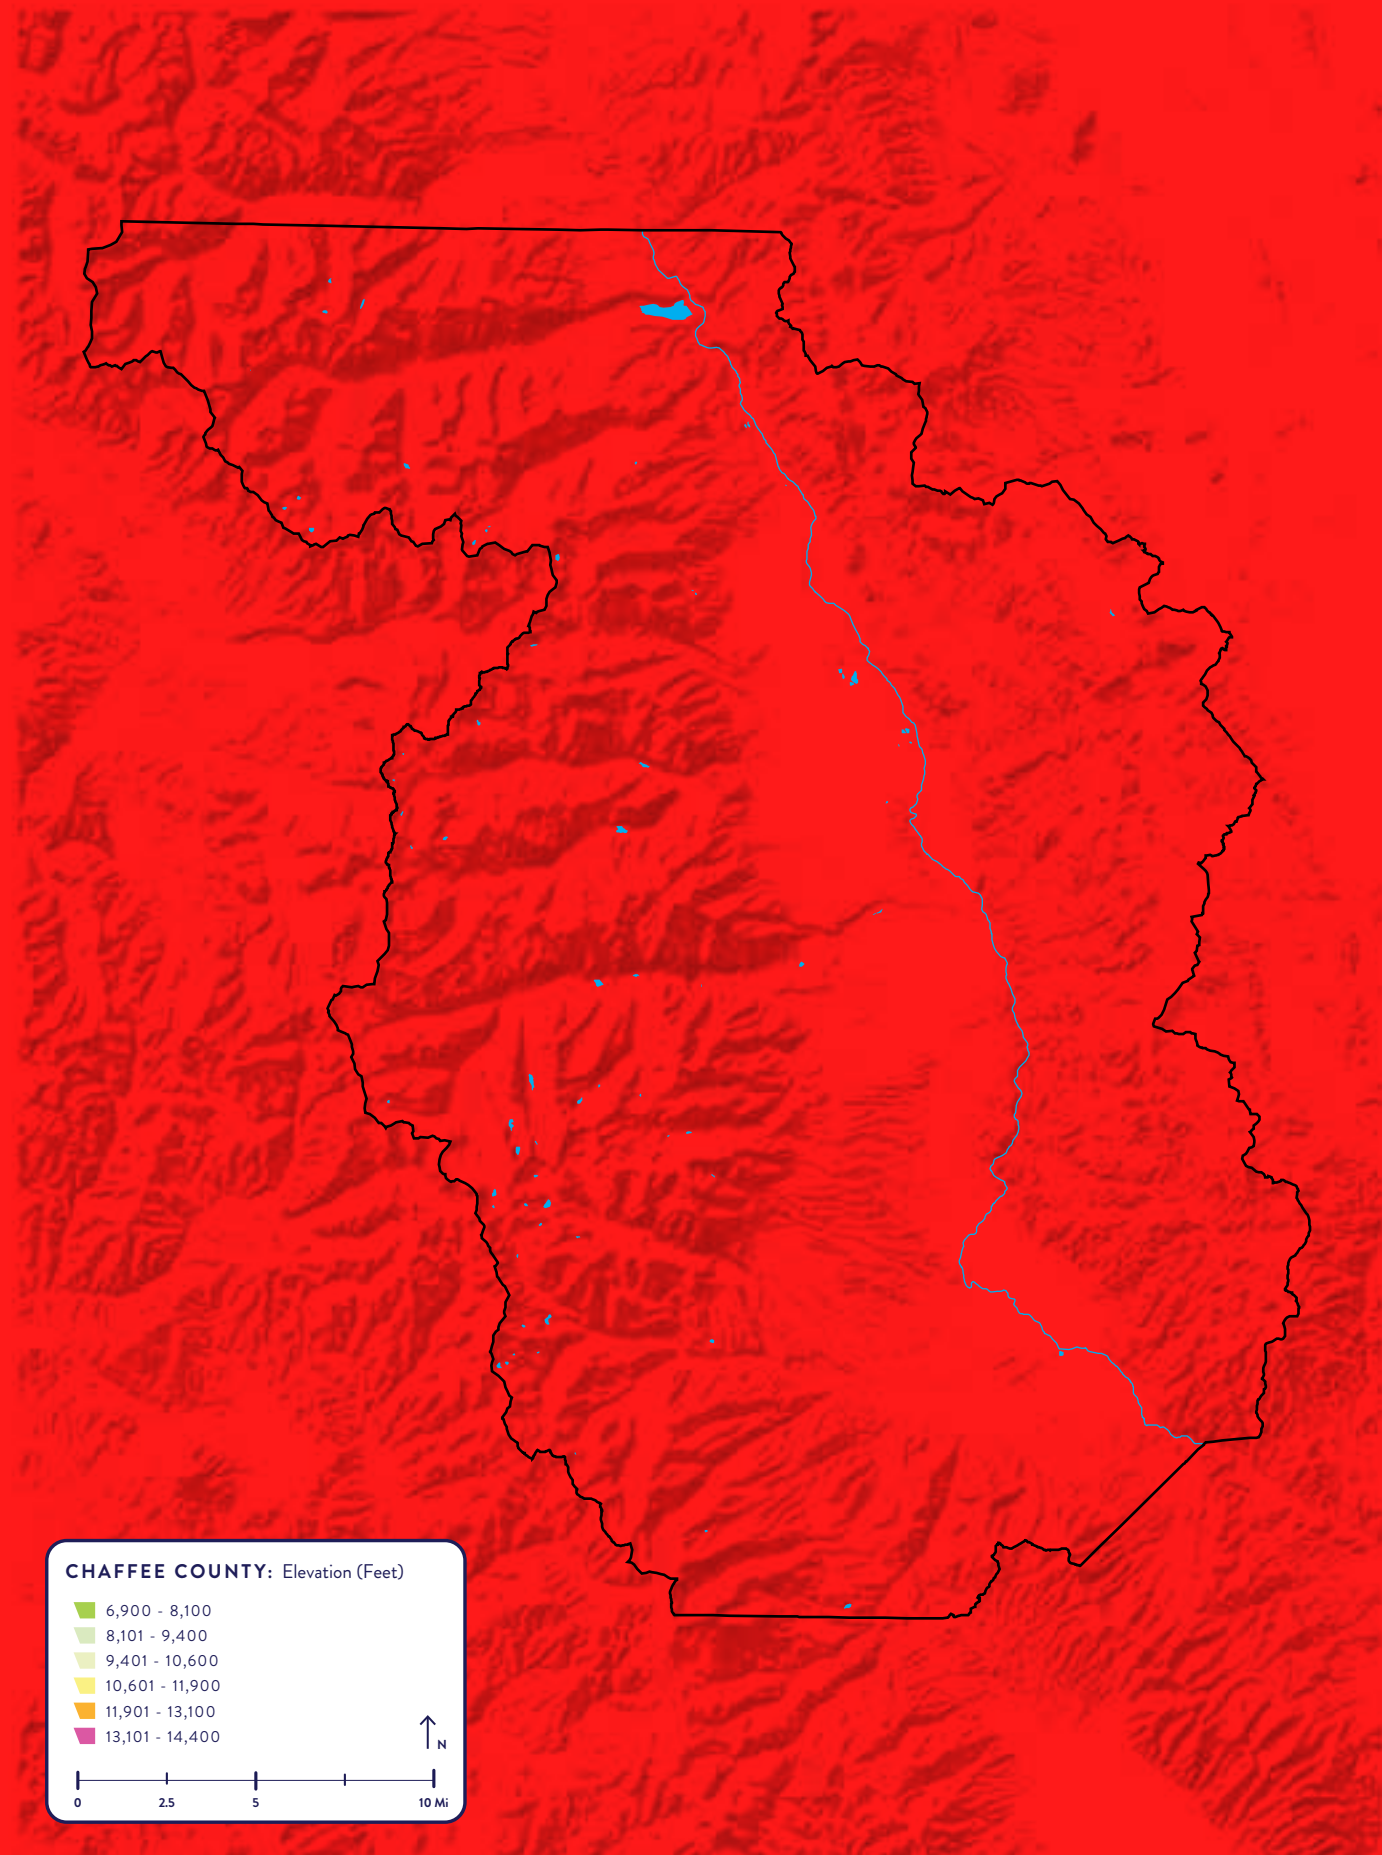 CHAFFEE COUNTY: Elevation (Feet)
6,900 - 8,100
8,101 - 9,400
9,401 - 10,600
10,601 - 11,900
11,901 - 13,100
13,101 - 14,400
N
0 2.5 5 10 Mi